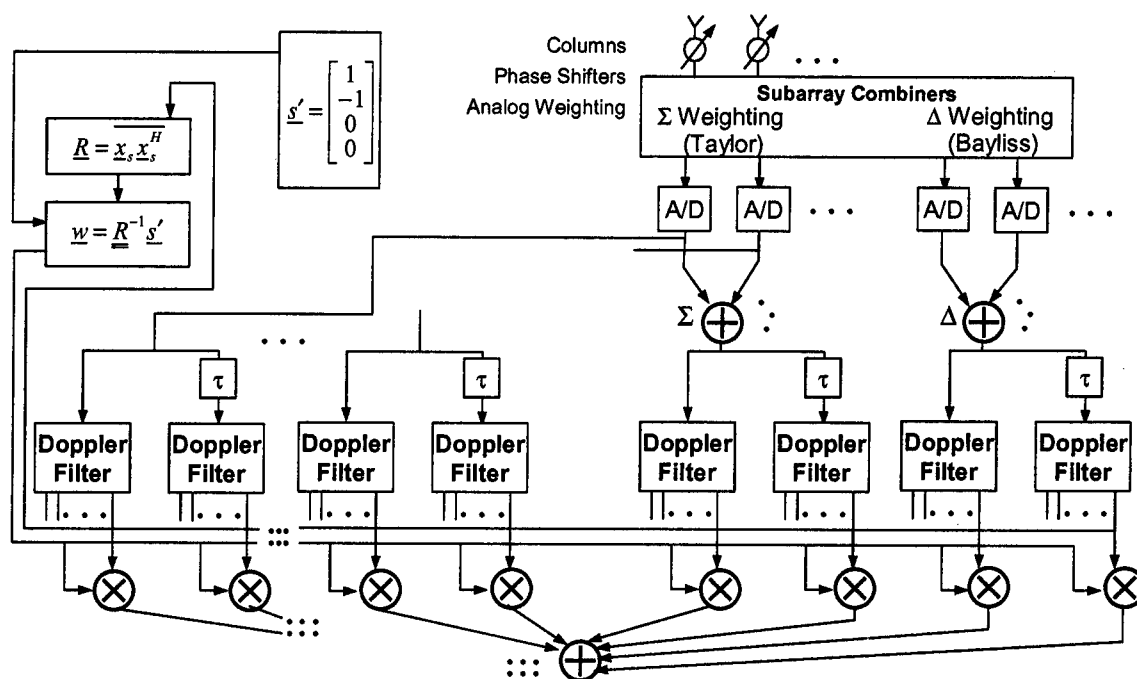 Columns
Phase Shifters
Analog Weighting
Subarray Combiners
Σ Weighting
(Taylor)
Δ Weighting
(Bayliss)
s′ = [1 −1 0 0]
R = x_s x_s^H
w = R^{-1} s′
A/D
A/D
A/D
A/D
Σ
Δ
τ
τ
τ
τ
Doppler
Filter
Doppler
Filter
Doppler
Filter
Doppler
Filter
Doppler
Filter
Doppler
Filter
Doppler
Filter
Doppler
Filter